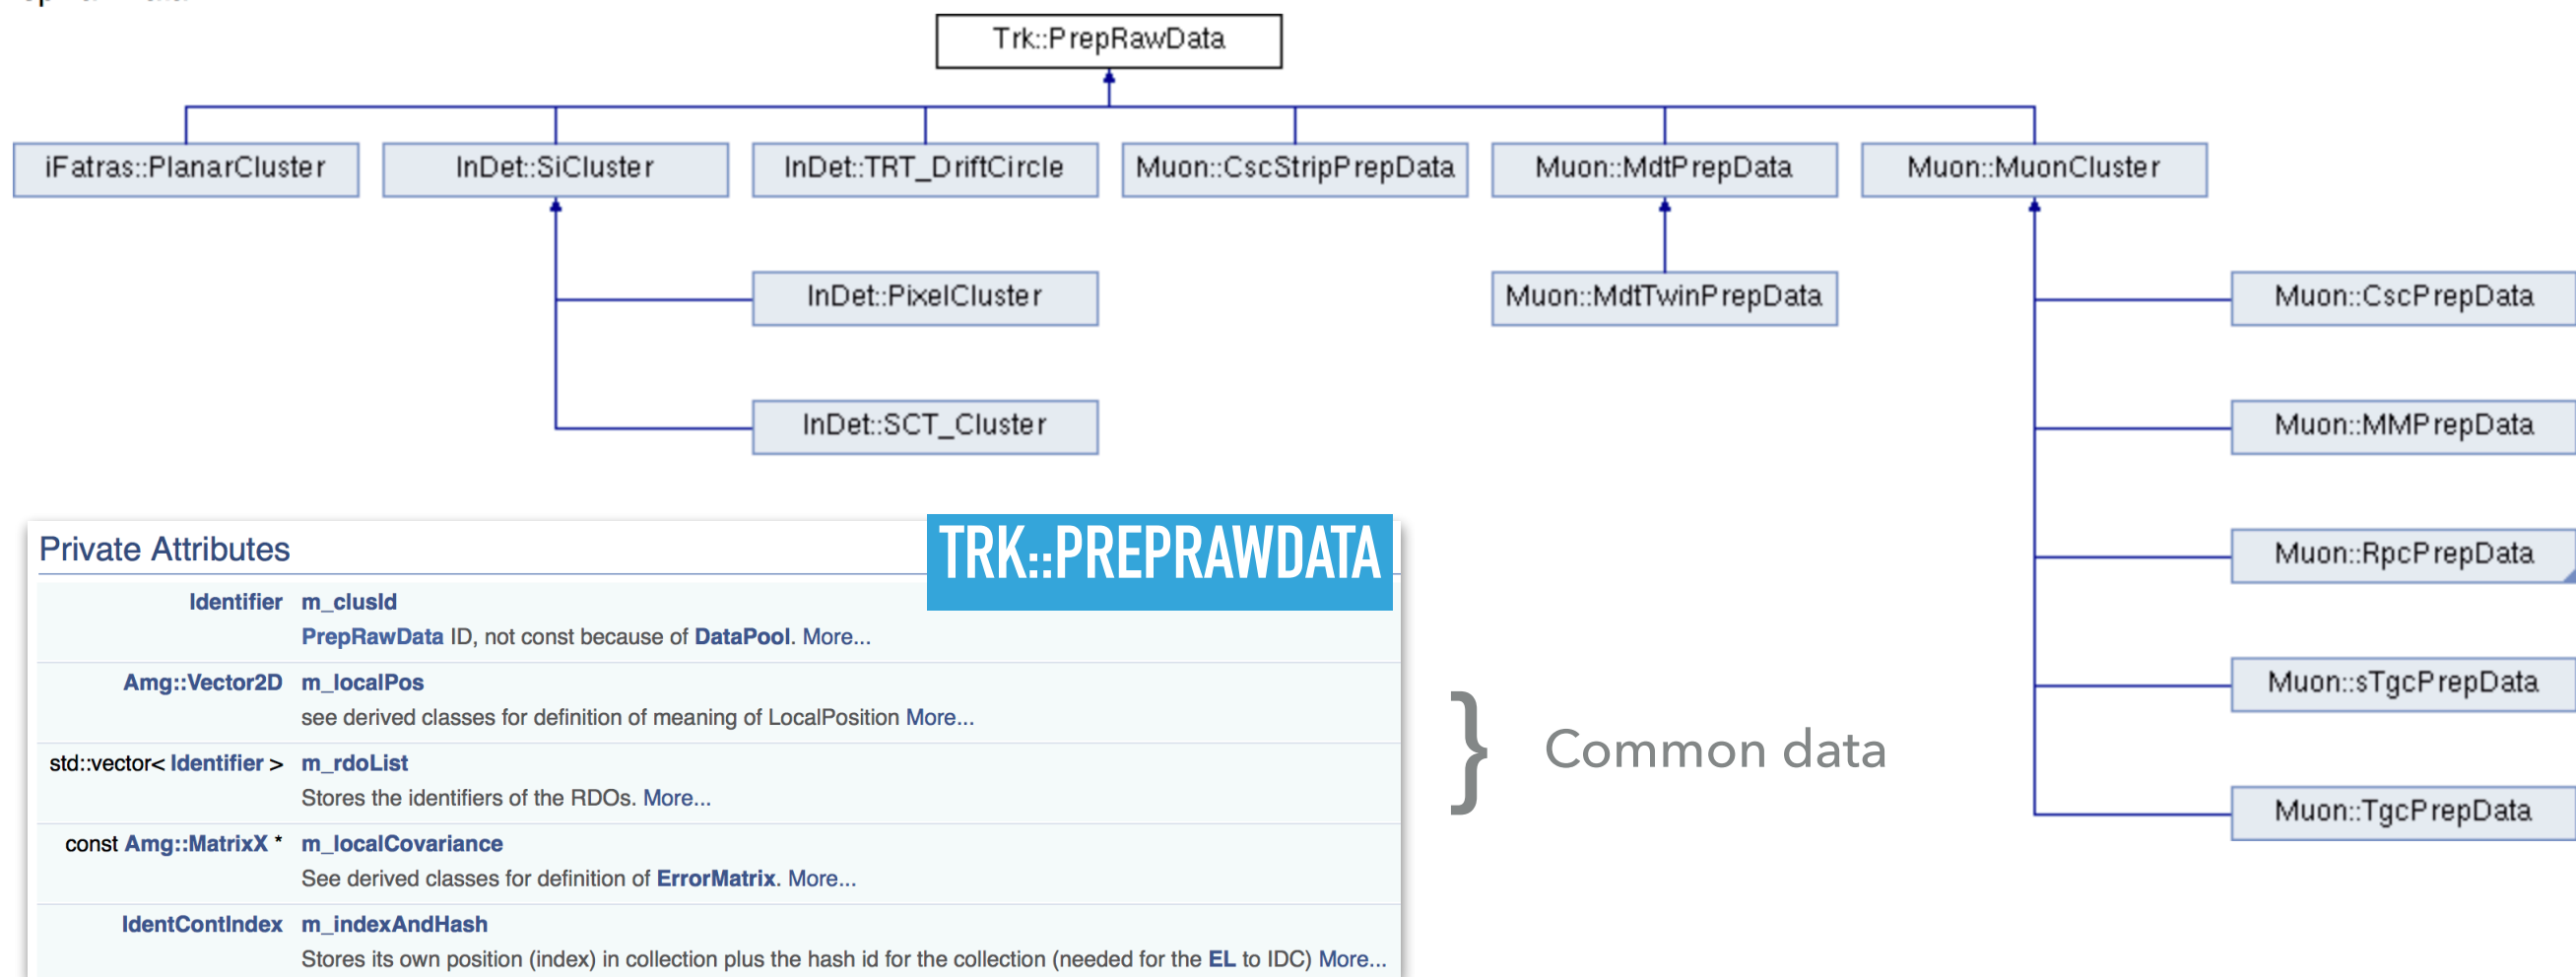 Trk::PrepRawData
iFatras::PlanarCluster
InDet::SiCluster
InDet::TRT_DriftCircle
Muon::CscStripPrepData
Muon::MdtPrepData
Muon::MuonCluster
InDet::PixelCluster
Muon::MdtTwinPrepData
Muon::CscPrepData
InDet::SCT_Cluster
Muon::MMPrepData
Muon::RpcPrepData
Muon::sTgcPrepData
Muon::TgcPrepData
Private Attributes
TRK::PREPRAWDATA
Identifier m_clusId
PrepRawData ID, not const because of DataPool. More...
Amg::Vector2D m_localPos
see derived classes for definition of meaning of LocalPosition More...
std::vector< Identifier > m_rdoList
Stores the identifiers of the RDOs. More...
const Amg::MatrixX * m_localCovariance
See derived classes for definition of ErrorMatrix. More...
IdentContIndex m_indexAndHash
Stores its own position (index) in collection plus the hash id for the collection (needed for the EL to IDC) More...
} Common data